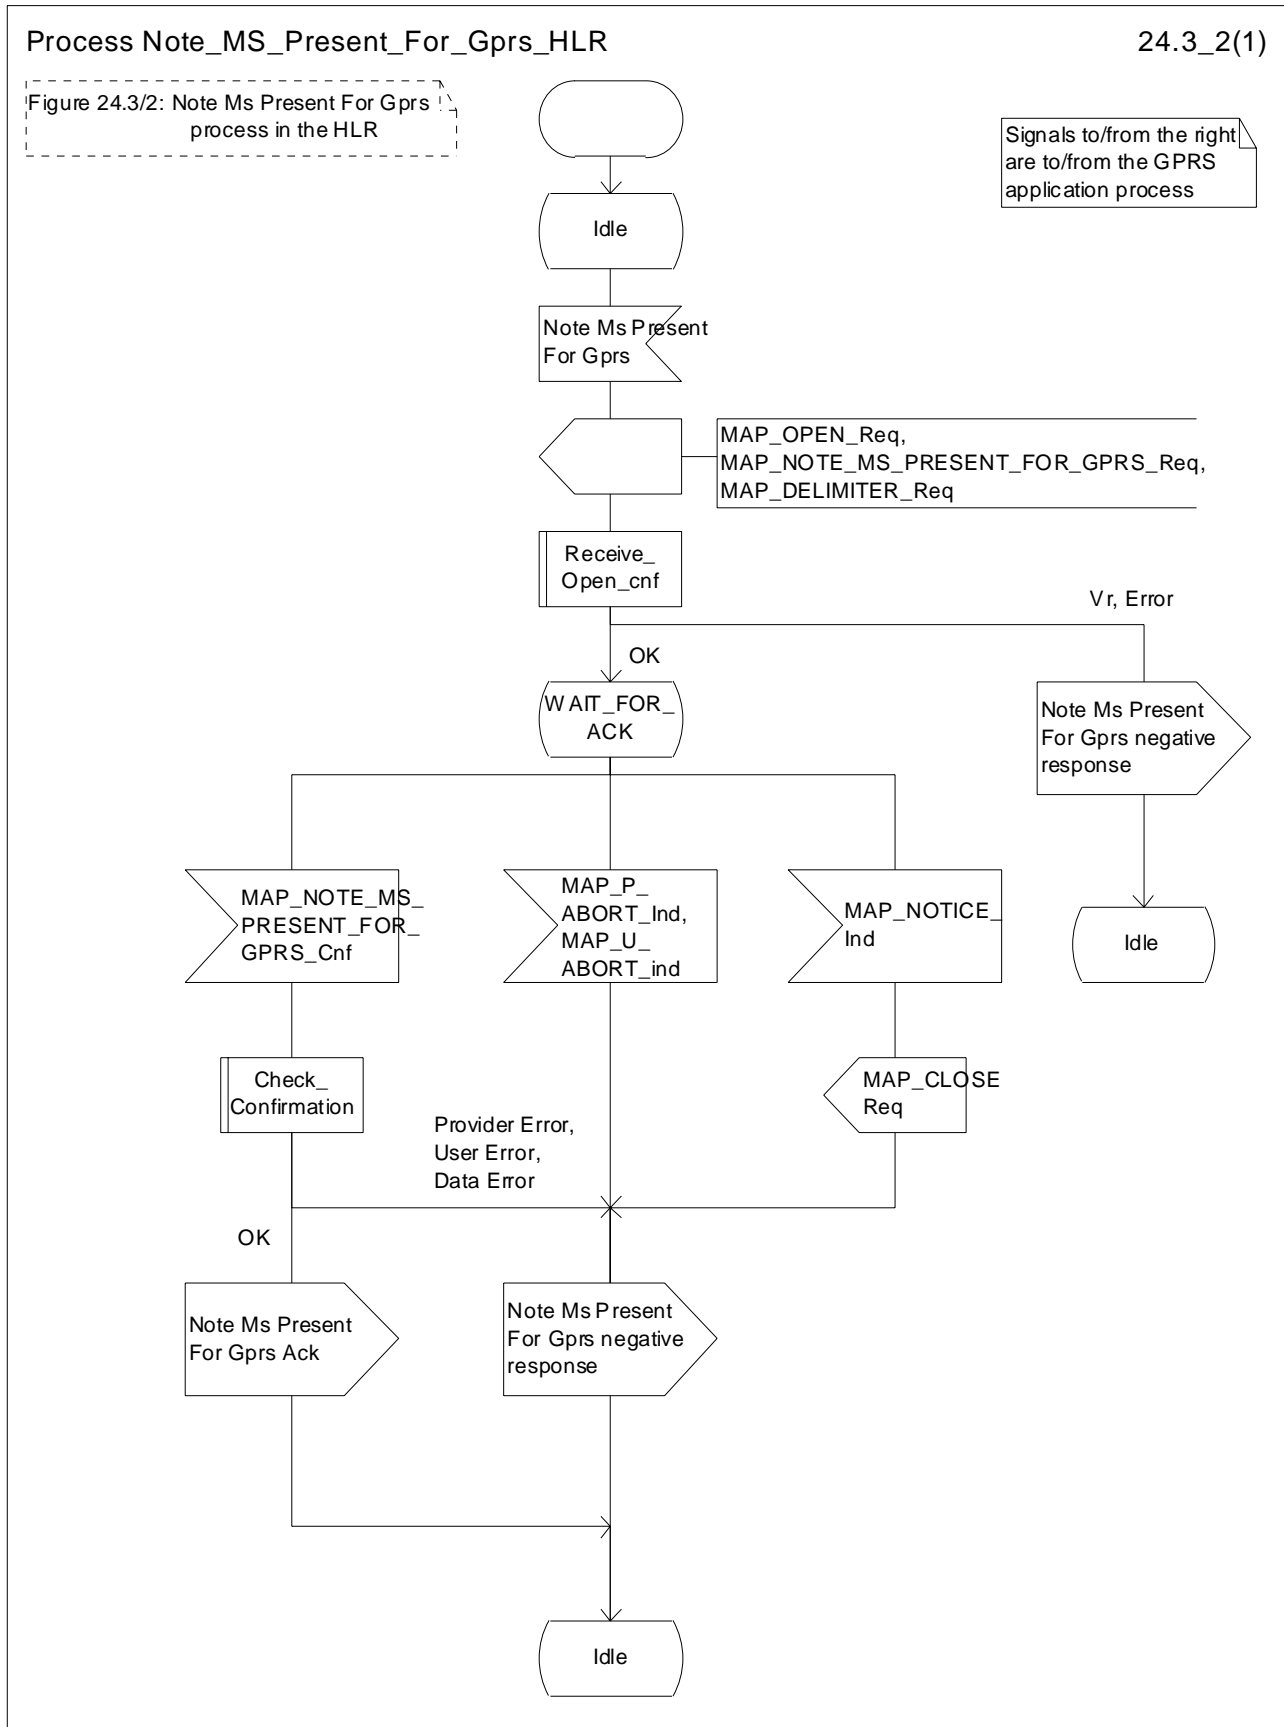 Process Note_MS_Present_For_Gprs_HLR
24.3_2(1)
Figure 24.3/2: Note Ms Present For Gprs
process in the HLR
Signals to/from the right
are to/from the GPRS
application process
Idle
Note Ms Present
For Gprs
MAP_OPEN_Req,
MAP_NOTE_MS_PRESENT_FOR_GPRS_Req,
MAP_DELIMITER_Req
Receive_
Open_cnf
Vr, Error
OK
WAIT_FOR_
ACK
Note Ms Present
For Gprs negative
response
MAP_NOTE_MS_
PRESENT_FOR_
GPRS_Cnf
MAP_P_
ABORT_Ind,
MAP_U_
ABORT_ind
MAP_NOTICE_
Ind
Idle
Check_
Confirmation
MAP_CLOSE
Req
Provider Error,
User Error,
Data Error
OK
Note Ms Present
For Gprs Ack
Note Ms Present
For Gprs negative
response
Idle